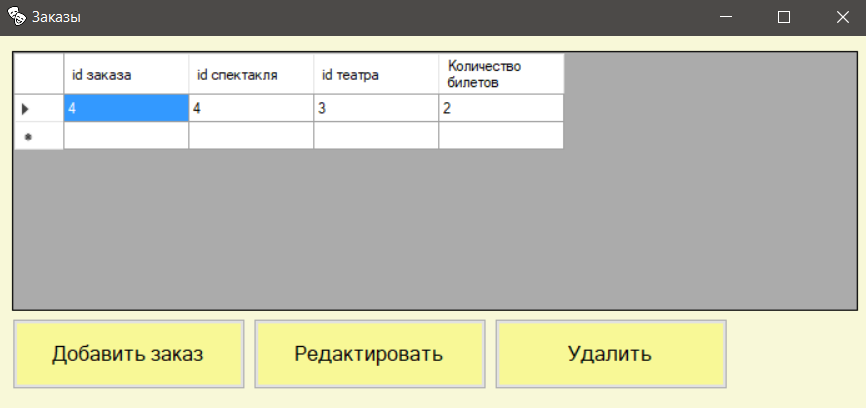 Заказы
id заказа id спектакля id театра Количество билетов
4 4 3 2
Добавить заказ Редактировать Удалить